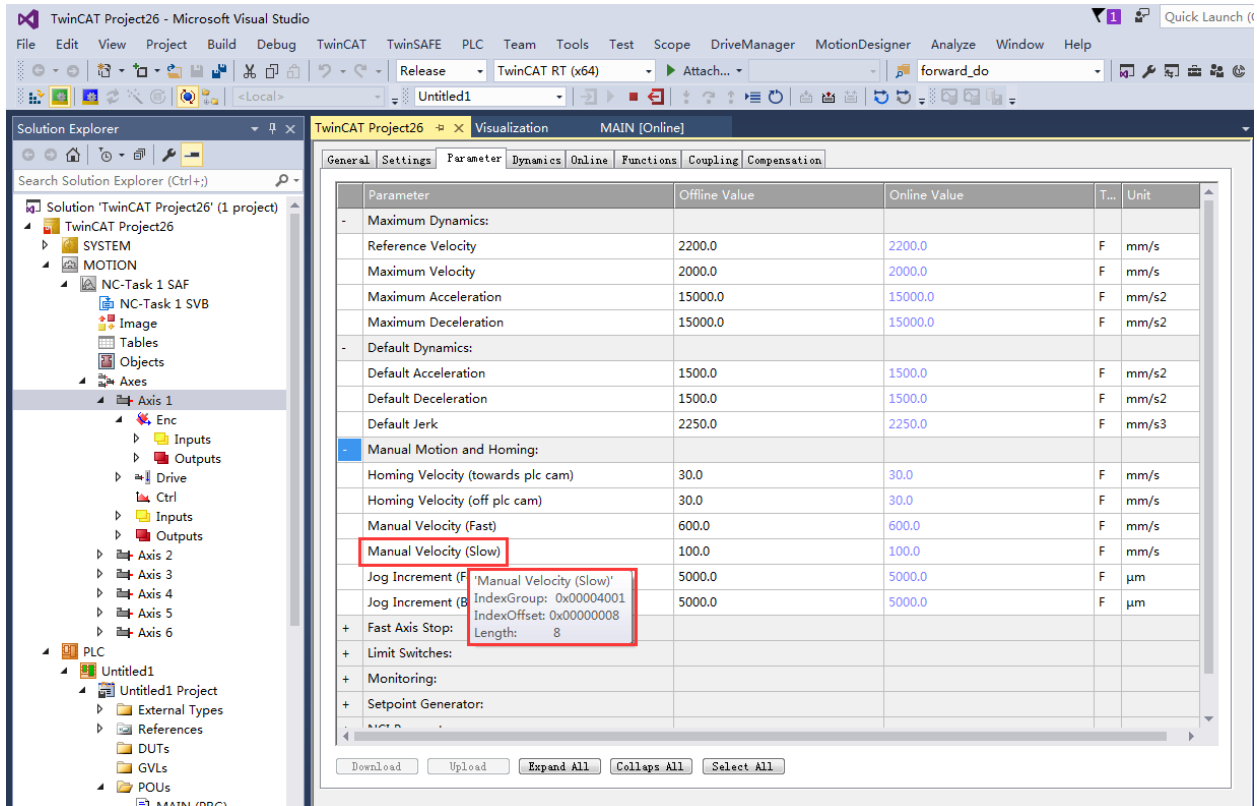 TwinCAT Project26 - Microsoft Visual Studio
1
Quick Launch (
File Edit View Project Build Debug TwinCAT TwinSAFE PLC Team Tools Test Scope DriveManager MotionDesigner Analyze Window Help
Release TwinCAT RT (x64) Attach... forward_do
<Local> Untitled1
Solution Explorer
Search Solution Explorer (Ctrl+;)
Solution 'TwinCAT Project26' (1 project)
TwinCAT Project26
SYSTEM
MOTION
NC-Task 1 SAF
NC-Task 1 SVB
Image
Tables
Objects
Axes
Axis 1
Enc
Inputs
Outputs
Drive
Ctrl
Inputs
Outputs
Axis 2
Axis 3
Axis 4
Axis 5
Axis 6
PLC
Untitled1
Untitled1 Project
External Types
References
DUTs
GVLs
POUs
MAIN (PRG)
TwinCAT Project26 Visualization MAIN [Online]
General Settings Parameter Dynamics Online Functions Coupling Compensation
Parameter Offline Value Online Value T... Unit
- Maximum Dynamics:
Reference Velocity 2200.0 2200.0 F mm/s
Maximum Velocity 2000.0 2000.0 F mm/s
Maximum Acceleration 15000.0 15000.0 F mm/s2
Maximum Deceleration 15000.0 15000.0 F mm/s2
- Default Dynamics:
Default Acceleration 1500.0 1500.0 F mm/s2
Default Deceleration 1500.0 1500.0 F mm/s2
Default Jerk 2250.0 2250.0 F mm/s3
- Manual Motion and Homing:
Homing Velocity (towards plc cam) 30.0 30.0 F mm/s
Homing Velocity (off plc cam) 30.0 30.0 F mm/s
Manual Velocity (Fast) 600.0 600.0 F mm/s
Manual Velocity (Slow) 100.0 100.0 F mm/s
Jog Increment (F 5000.0 5000.0 F µm
Jog Increment (B 5000.0 5000.0 F µm
'Manual Velocity (Slow)'
IndexGroup: 0x00004001
IndexOffset: 0x00000008
Length: 8
+ Fast Axis Stop:
+ Limit Switches:
+ Monitoring:
+ Setpoint Generator:
Download Upload Expand All Collaps All Select All